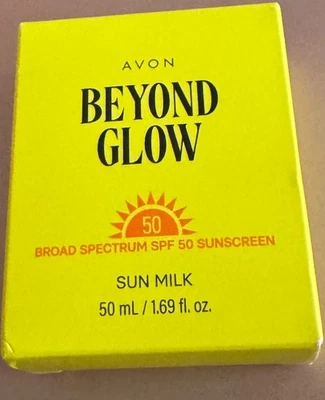 AVON
BEYOND
GLOW
50
BROAD SPECTRUM SPF 50 SUNSCREEN
SUN MILK
50 mL / 1.69 fl. oz.